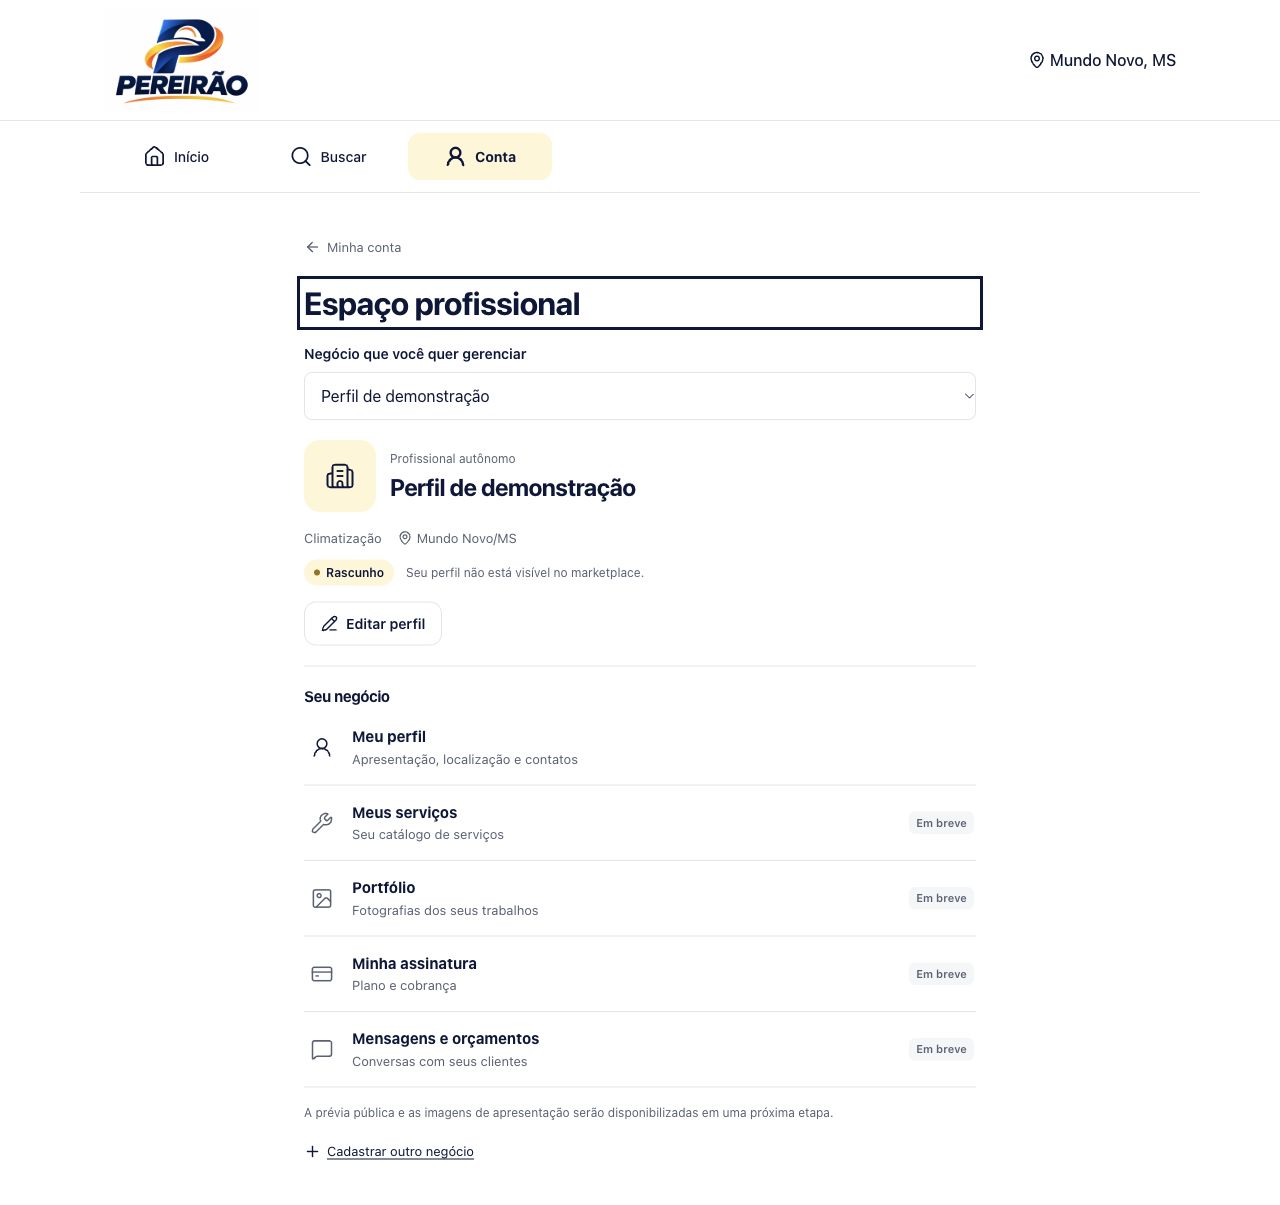 PEREIRÃO
Mundo Novo, MS
Início
Buscar
Conta
Minha conta
Espaço profissional
Negócio que você quer gerenciar
Perfil de demonstração
Profissional autônomo
Perfil de demonstração
Climatização
Mundo Novo/MS
Rascunho
Seu perfil não está visível no marketplace.
Editar perfil
Seu negócio
Meu perfil
Apresentação, localização e contatos
Meus serviços
Seu catálogo de serviços
Em breve
Portfólio
Fotografias dos seus trabalhos
Em breve
Minha assinatura
Plano e cobrança
Em breve
Mensagens e orçamentos
Conversas com seus clientes
Em breve
A prévia pública e as imagens de apresentação serão disponibilizadas em uma próxima etapa.
Cadastrar outro negócio